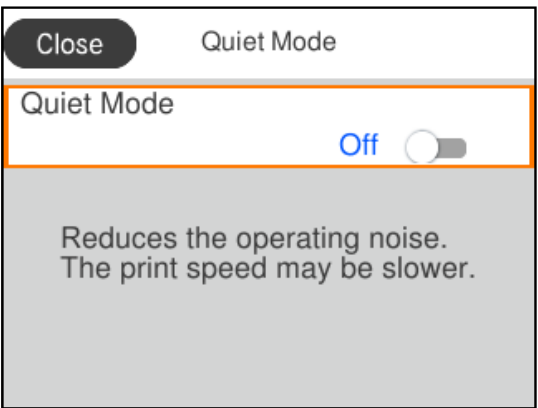 Close
Quiet Mode
Quiet Mode
Off
Reduces the operating noise.
The print speed may be slower.